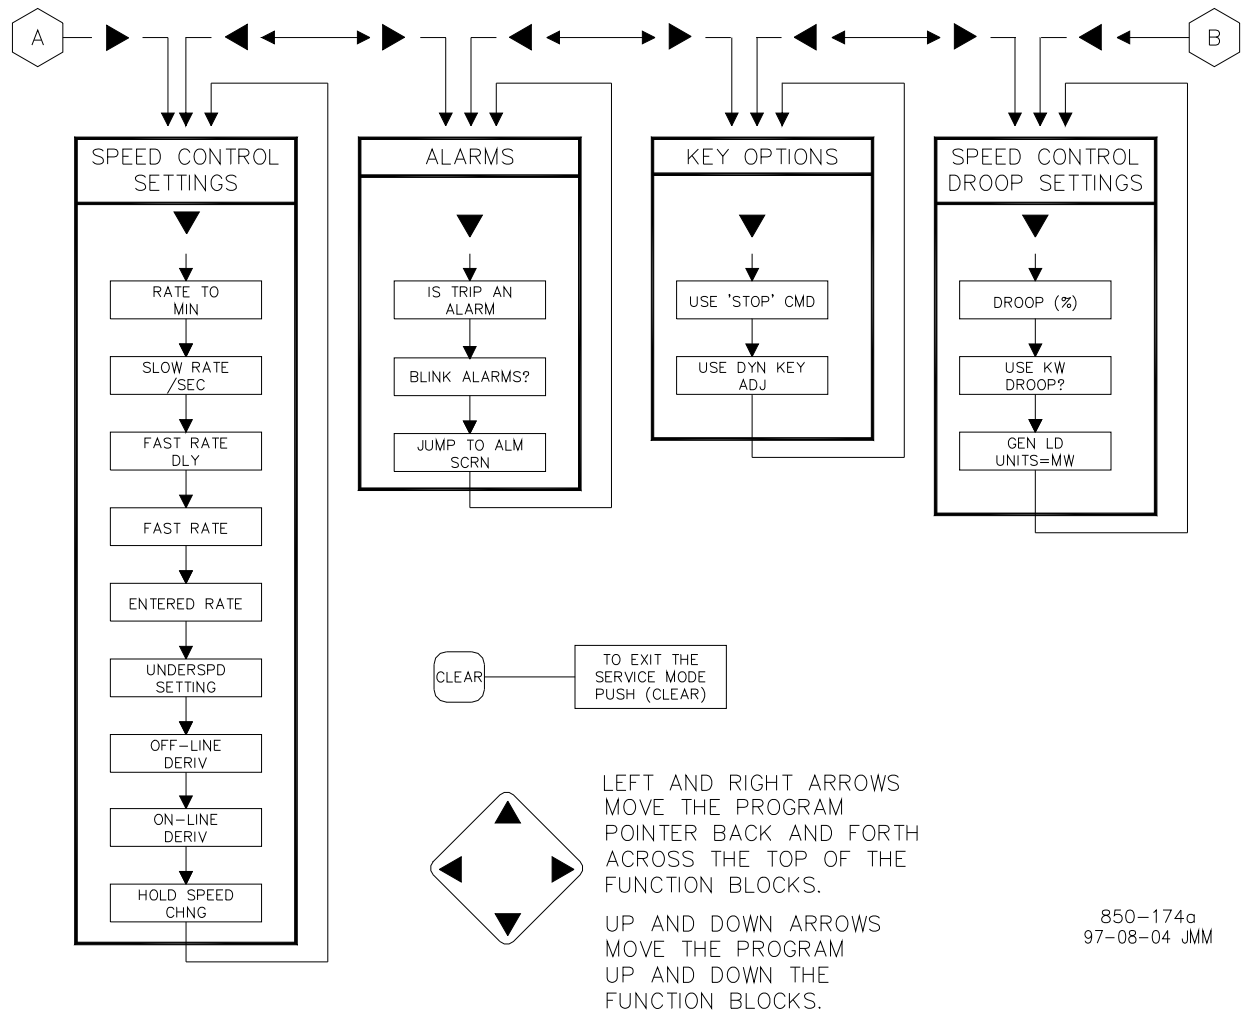 A
B
SPEED CONTROL
SETTINGS
RATE TO
MIN
SLOW RATE
/SEC
FAST RATE
DLY
FAST RATE
ENTERED RATE
UNDERSPD
SETTING
OFF-LINE
DERIV
ON-LINE
DERIV
HOLD SPEED
CHNG
ALARMS
IS TRIP AN
ALARM
BLINK ALARMS?
JUMP TO ALM
SCRN
KEY OPTIONS
USE 'STOP' CMD
USE DYN KEY
ADJ
SPEED CONTROL
DROOP SETTINGS
DROOP (%)
USE KW
DROOP?
GEN LD
UNITS=MW
CLEAR
TO EXIT THE
SERVICE MODE
PUSH (CLEAR)
LEFT AND RIGHT ARROWS
MOVE THE PROGRAM
POINTER BACK AND FORTH
ACROSS THE TOP OF THE
FUNCTION BLOCKS.
UP AND DOWN ARROWS
MOVE THE PROGRAM
UP AND DOWN THE
FUNCTION BLOCKS.
850-174a
97-08-04 JMM